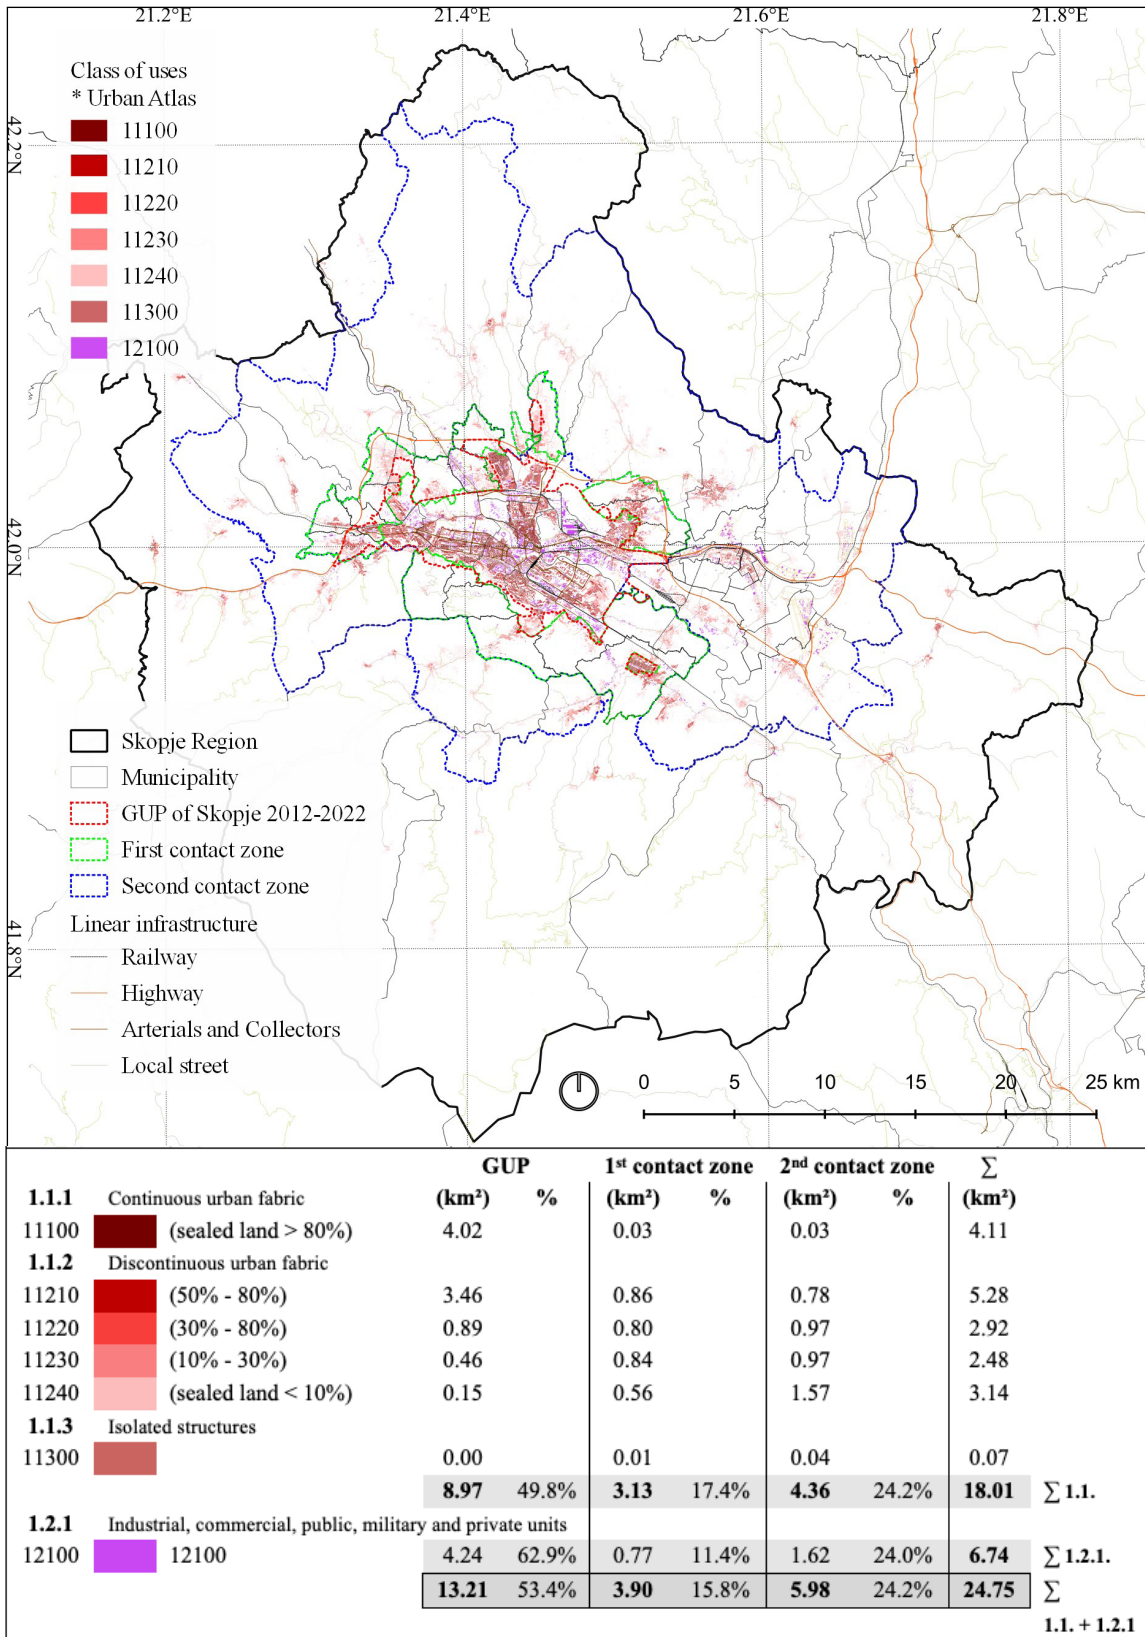 21.2°E 21.4°E 21.6°E 21.8°E
Class of uses
* Urban Atlas
11100
11210
11220
11230
11240
11300
12100
42.2°N
42.0°N
41.8°N
Skopje Region
Municipality
GUP of Skopje 2012-2022
First contact zone
Second contact zone
Linear infrastructure
Railway
Highway
Arterials and Collectors
Local street
0 5 10 15 20 25 km
GUP 1st contact zone 2nd contact zone ∑
1.1.1 Continuous urban fabric (km²) % (km²) % (km²) % (km²)
11100 (sealed land > 80%) 4.02 0.03 0.03 4.11
1.1.2 Discontinuous urban fabric
11210 (50% - 80%) 3.46 0.86 0.78 5.28
11220 (30% - 80%) 0.89 0.80 0.97 2.92
11230 (10% - 30%) 0.46 0.84 0.97 2.48
11240 (sealed land < 10%) 0.15 0.56 1.57 3.14
1.1.3 Isolated structures
11300 0.00 0.01 0.04 0.07
8.97 49.8% 3.13 17.4% 4.36 24.2% 18.01 ∑ 1.1.
1.2.1 Industrial, commercial, public, military and private units
12100 12100 4.24 62.9% 0.77 11.4% 1.62 24.0% 6.74 ∑ 1.2.1.
13.21 53.4% 3.90 15.8% 5.98 24.2% 24.75 ∑
1.1. + 1.2.1